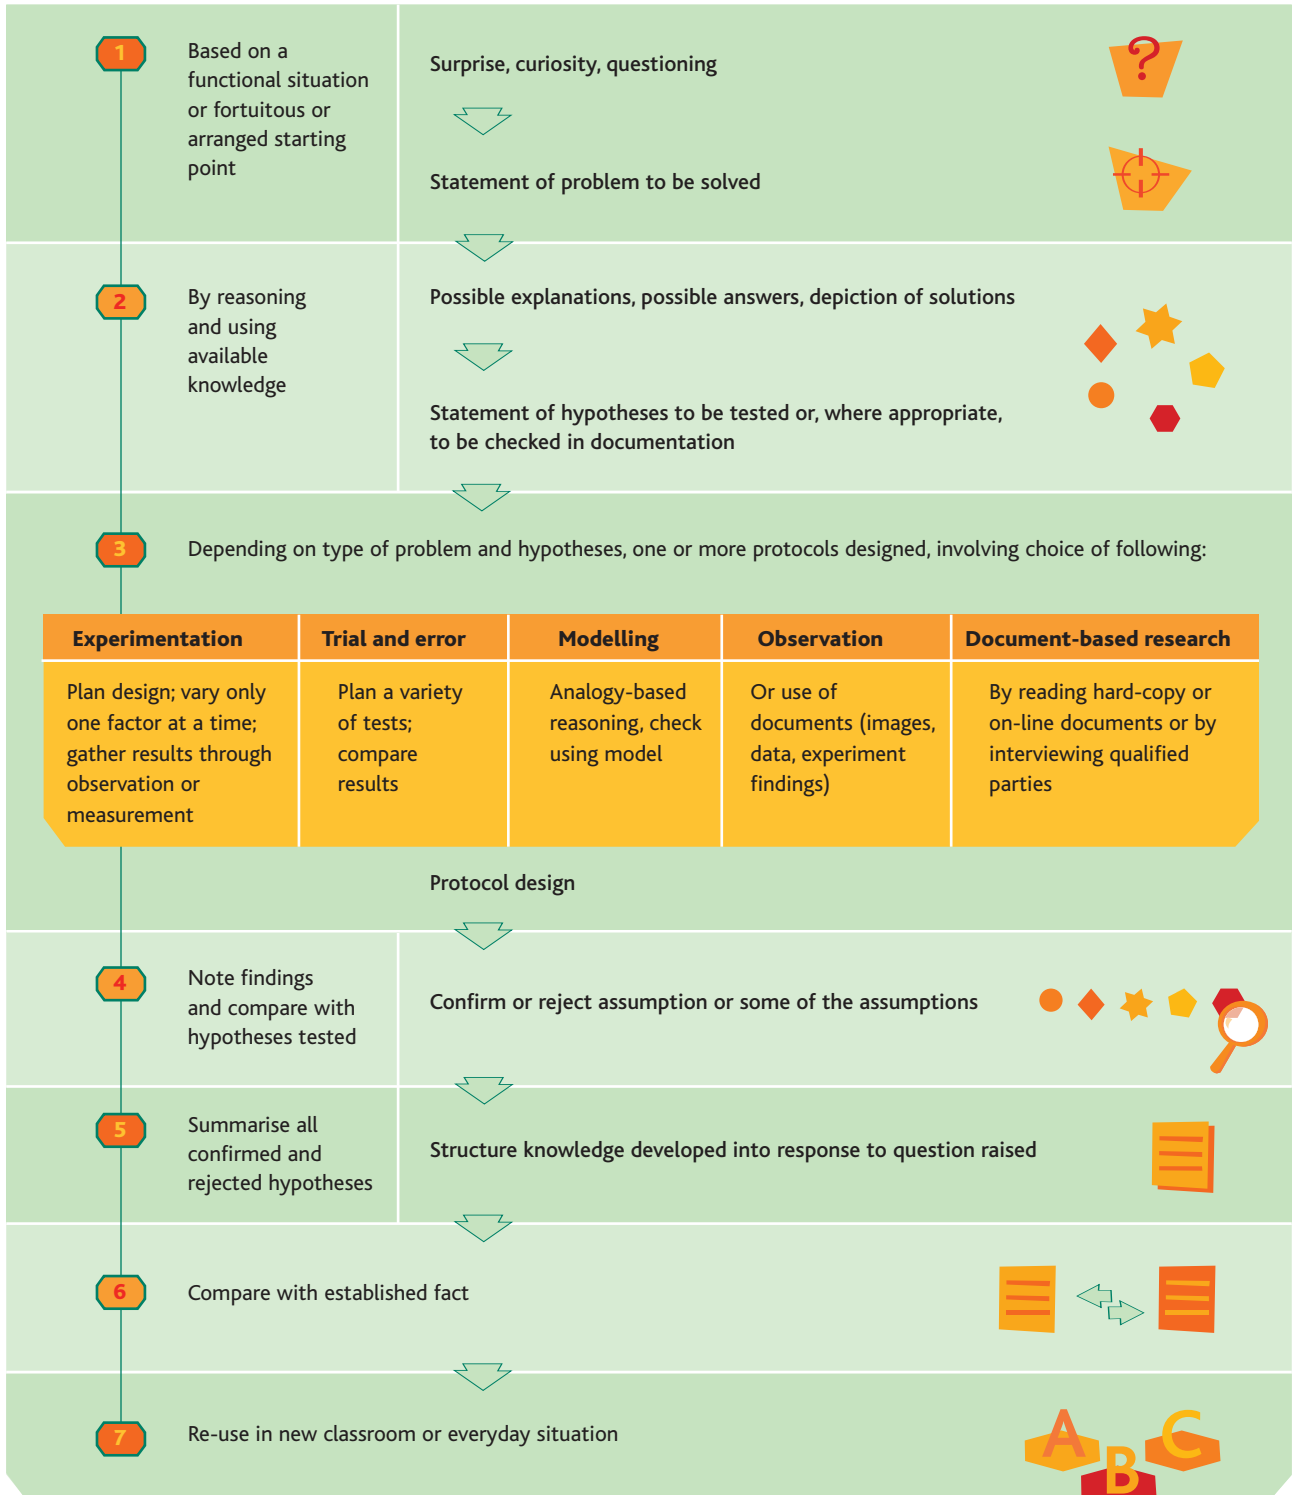 1
Based on a
functional situation
or fortuitous or
arranged starting
point
Surprise, curiosity, questioning
?
Statement of problem to be solved
2
By reasoning
and using
available
knowledge
Possible explanations, possible answers, depiction of solutions
Statement of hypotheses to be tested or, where appropriate,
to be checked in documentation
3
Depending on type of problem and hypotheses, one or more protocols designed, involving choice of following:
Experimentation
Plan design; vary only
one factor at a time;
gather results through
observation or
measurement
Trial and error
Plan a variety
of tests;
compare
results
Modelling
Analogy-based
reasoning, check
using model
Observation
Or use of
documents (images,
data, experiment
findings)
Document-based research
By reading hard-copy or
on-line documents or by
interviewing qualified
parties
Protocol design
4
Note findings
and compare with
hypotheses tested
Confirm or reject assumption or some of the assumptions
5
Summarise all
confirmed and
rejected hypotheses
Structure knowledge developed into response to question raised
6
Compare with established fact
7
Re-use in new classroom or everyday situation
A
B
C